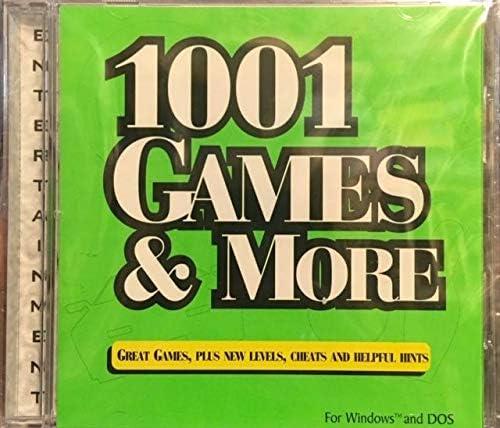 ENTERTAINMENT
1001
GAMES
& MORE
GREAT GAMES, PLUS NEW LEVELS, CHEATS AND HELPFUL HINTS
For Windows™ and DOS